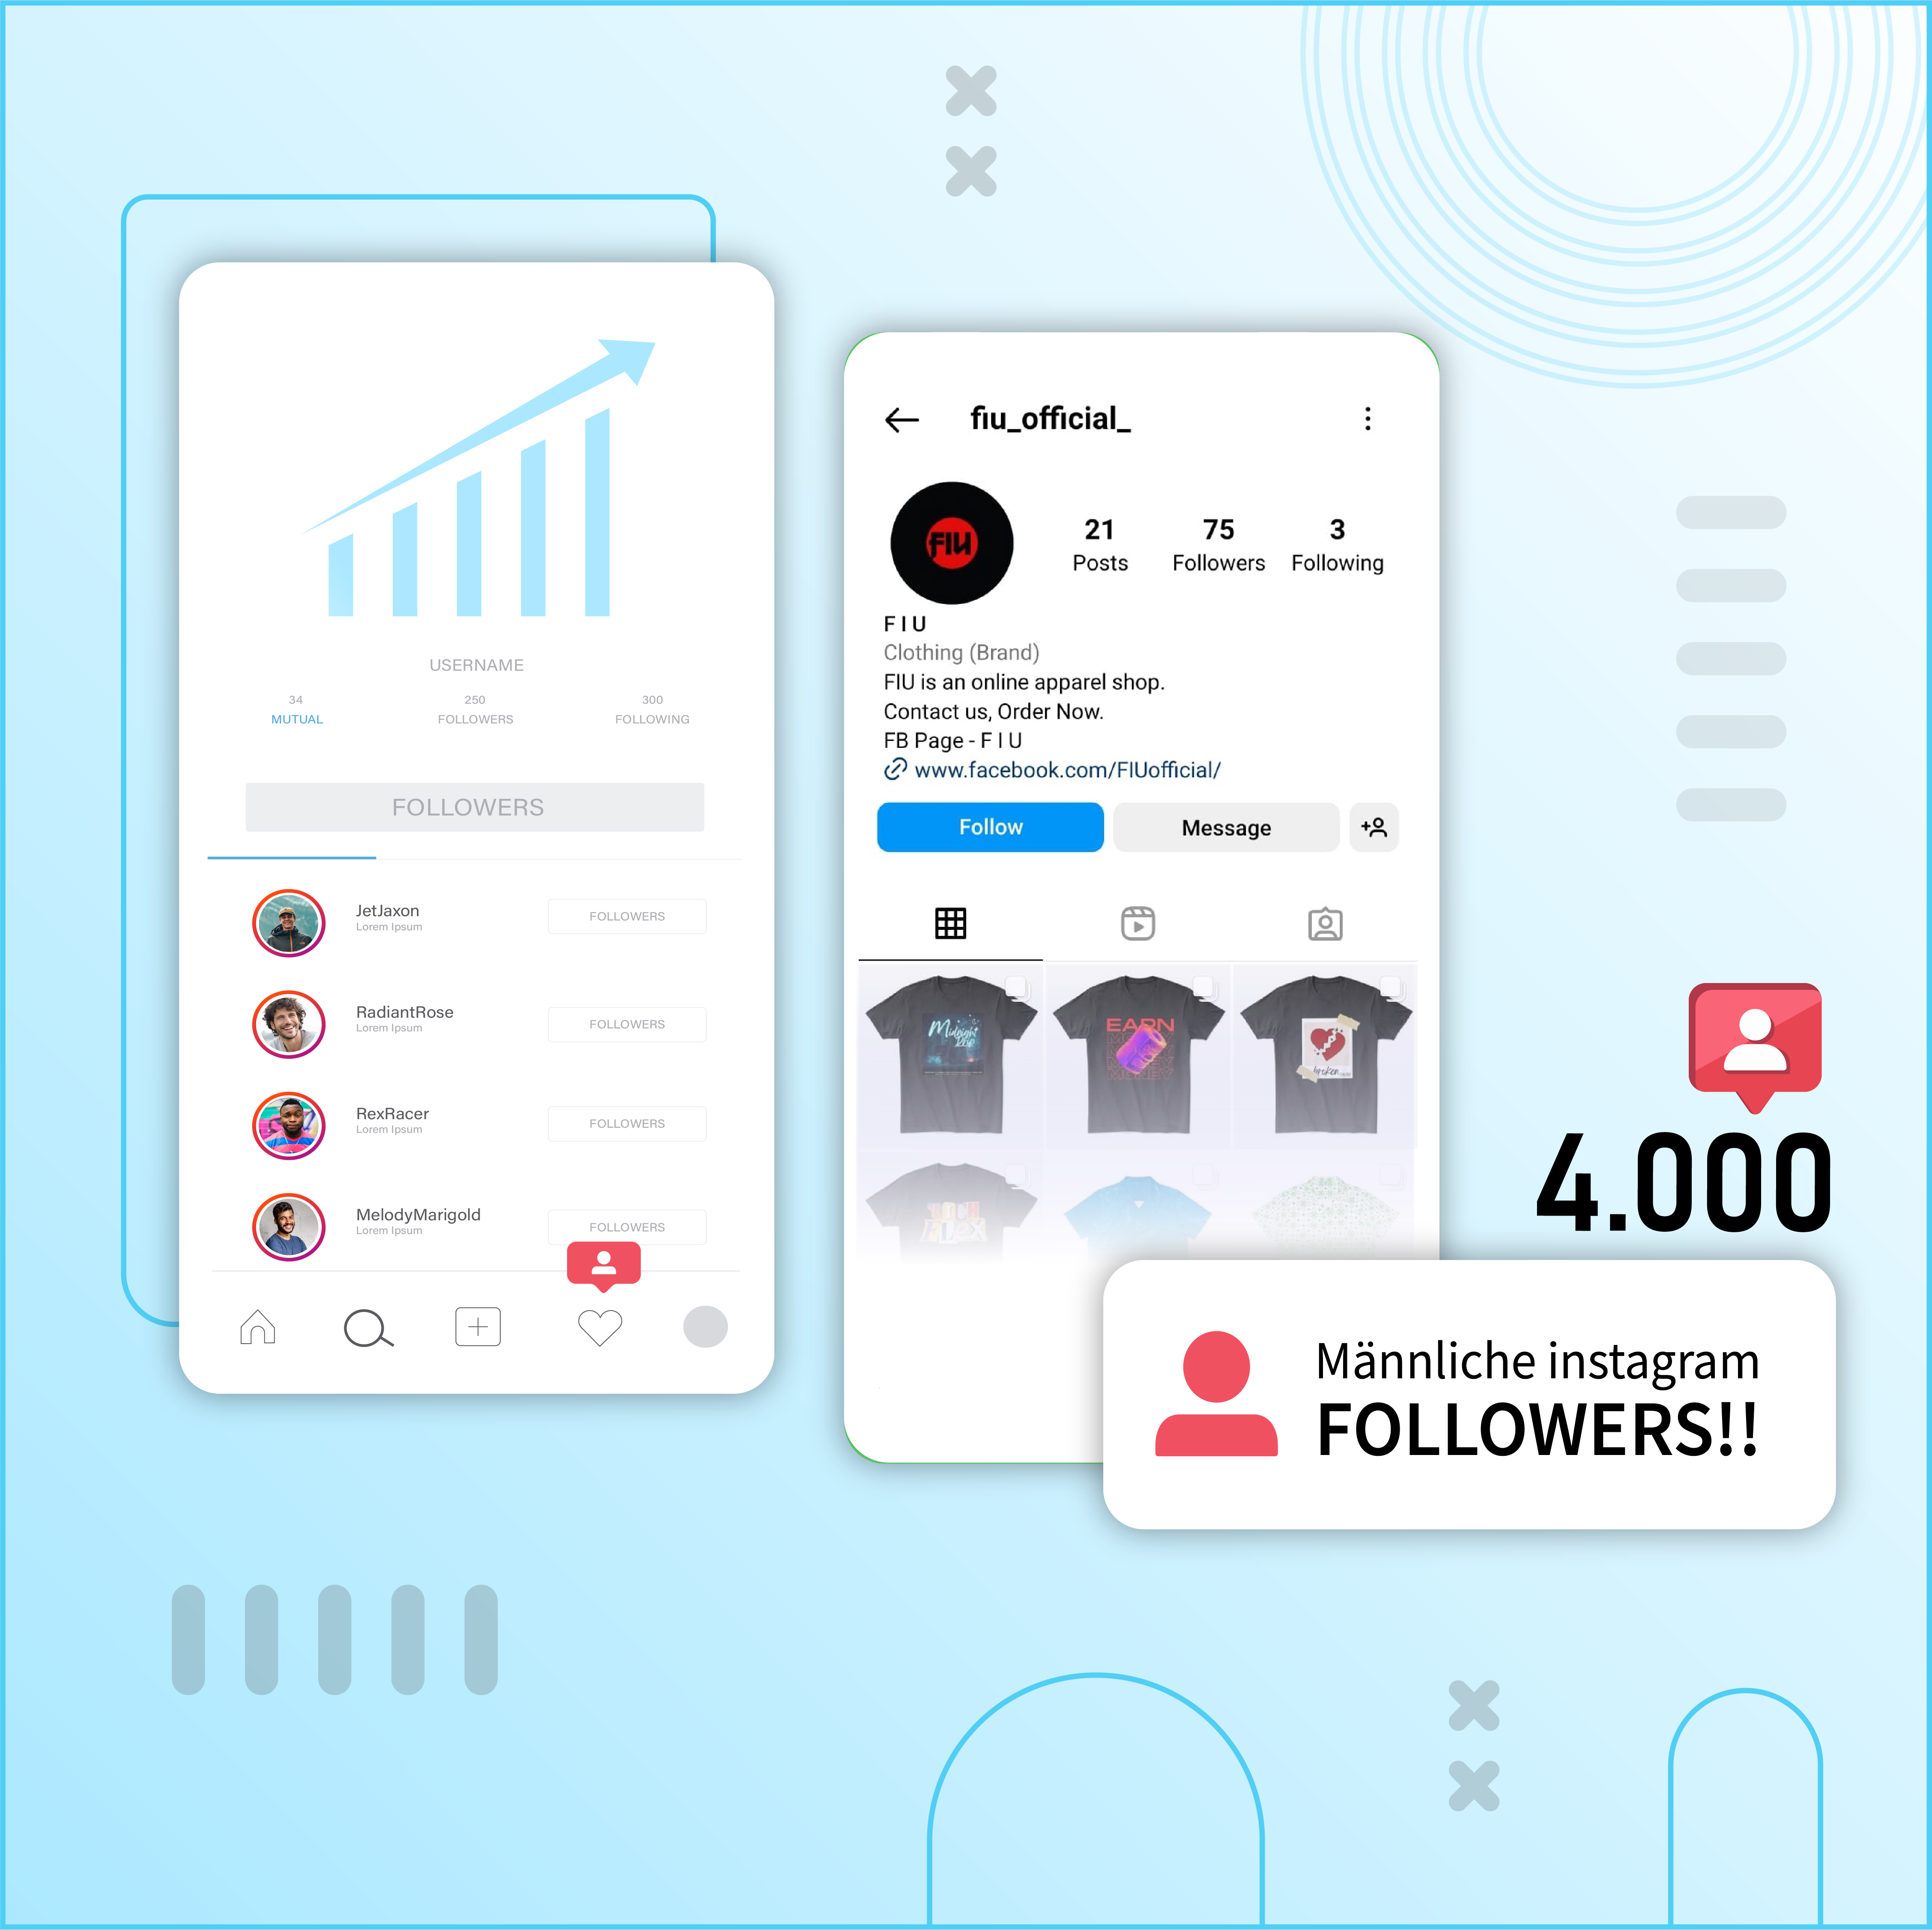 USERNAME
34 250 300
MUTUAL FOLLOWERS FOLLOWING
FOLLOWERS
JetJaxon
Lorem Ipsum
FOLLOWERS
RadiantRose
Lorem Ipsum
FOLLOWERS
RexRacer
Lorem Ipsum
FOLLOWERS
MelodyMarigold
Lorem Ipsum
FOLLOWERS
fiu_official_
FIU
21 75 3
Posts Followers Following
F I U
Clothing (Brand)
FIU is an online apparel shop.
Contact us, Order Now.
FB Page - F I U
www.facebook.com/FIUofficial/
Follow Message
Midnight
EARN
broken
4.000
Männliche instagram
FOLLOWERS!!